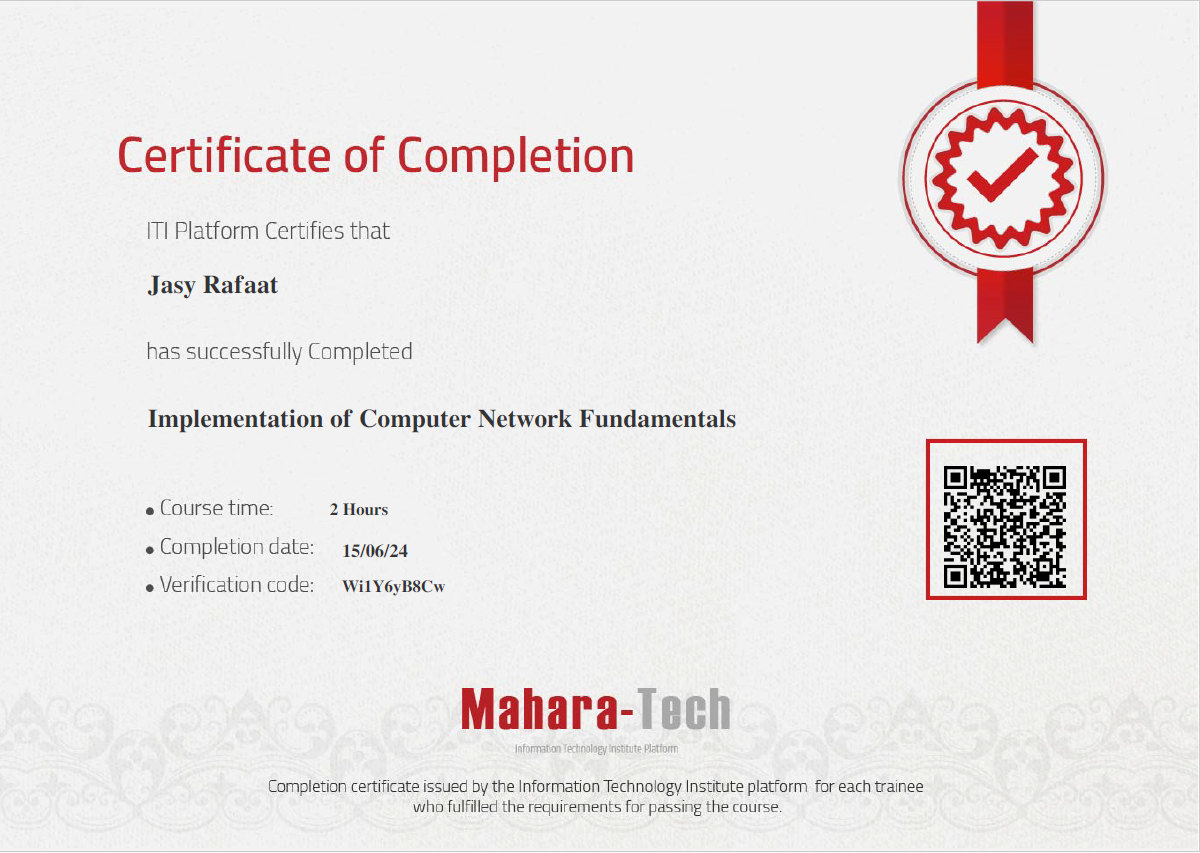 Certificate of Completion
ITI Platform Certifies that
Jasy Rafaat
has successfully Completed
Implementation of Computer Network Fundamentals
Course time: 2 Hours
Completion date: 15/06/24
Verification code: Wi1Y6yB8Cw
Mahara-Tech
Information Technology Institute Platform
Completion certificate issued by the Information Technology Institute platform for each trainee
who fulfilled the requirements for passing the course.